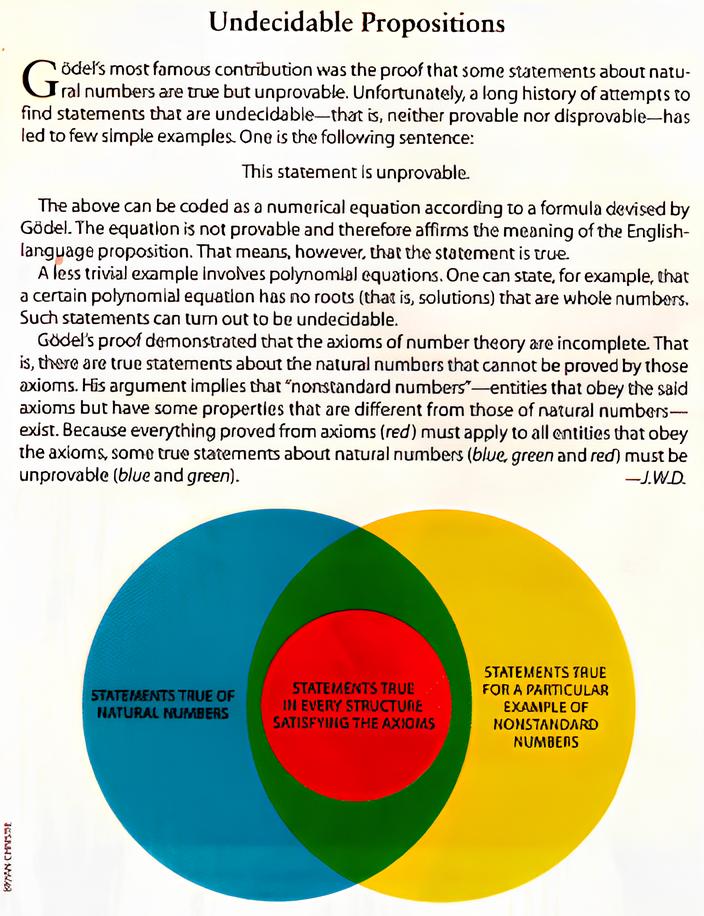 Undecidable Propositions
Gödel's most famous contribution was the proof that some statements about natu-
ral numbers are true but unprovable. Unfortunately, a long history of attempts to
find statements that are undecidable—that is, neither provable nor disprovable—has
led to few simple examples. One is the following sentence:
This statement is unprovable.
The above can be coded as a numerical equation according to a formula devised by
Gödel. The equation is not provable and therefore affirms the meaning of the English-
language proposition. That means, however, that the statement is true.
A less trivial example involves polynomial equations. One can state, for example, that
a certain polynomial equation has no roots (that is, solutions) that are whole numbers.
Such statements can turn out to be undecidable.
Gödel's proof demonstrated that the axioms of number theory are incomplete. That
is, there are true statements about the natural numbers that cannot be proved by those
axioms. His argument implies that "nonstandard numbers"—entities that obey the said
axioms but have some properties that are different from those of natural numbers—
exist. Because everything proved from axioms (red) must apply to all entities that obey
the axioms, some true statements about natural numbers (blue, green and red) must be
unprovable (blue and green). —J.W.D.
STATEMENTS TRUE OF
NATURAL NUMBERS
STATEMENTS TRUE
IN EVERY STRUCTURE
SATISFYING THE AXIOMS
STATEMENTS TRUE
FOR A PARTICULAR
EXAMPLE OF
NONSTANDARD
NUMBERS